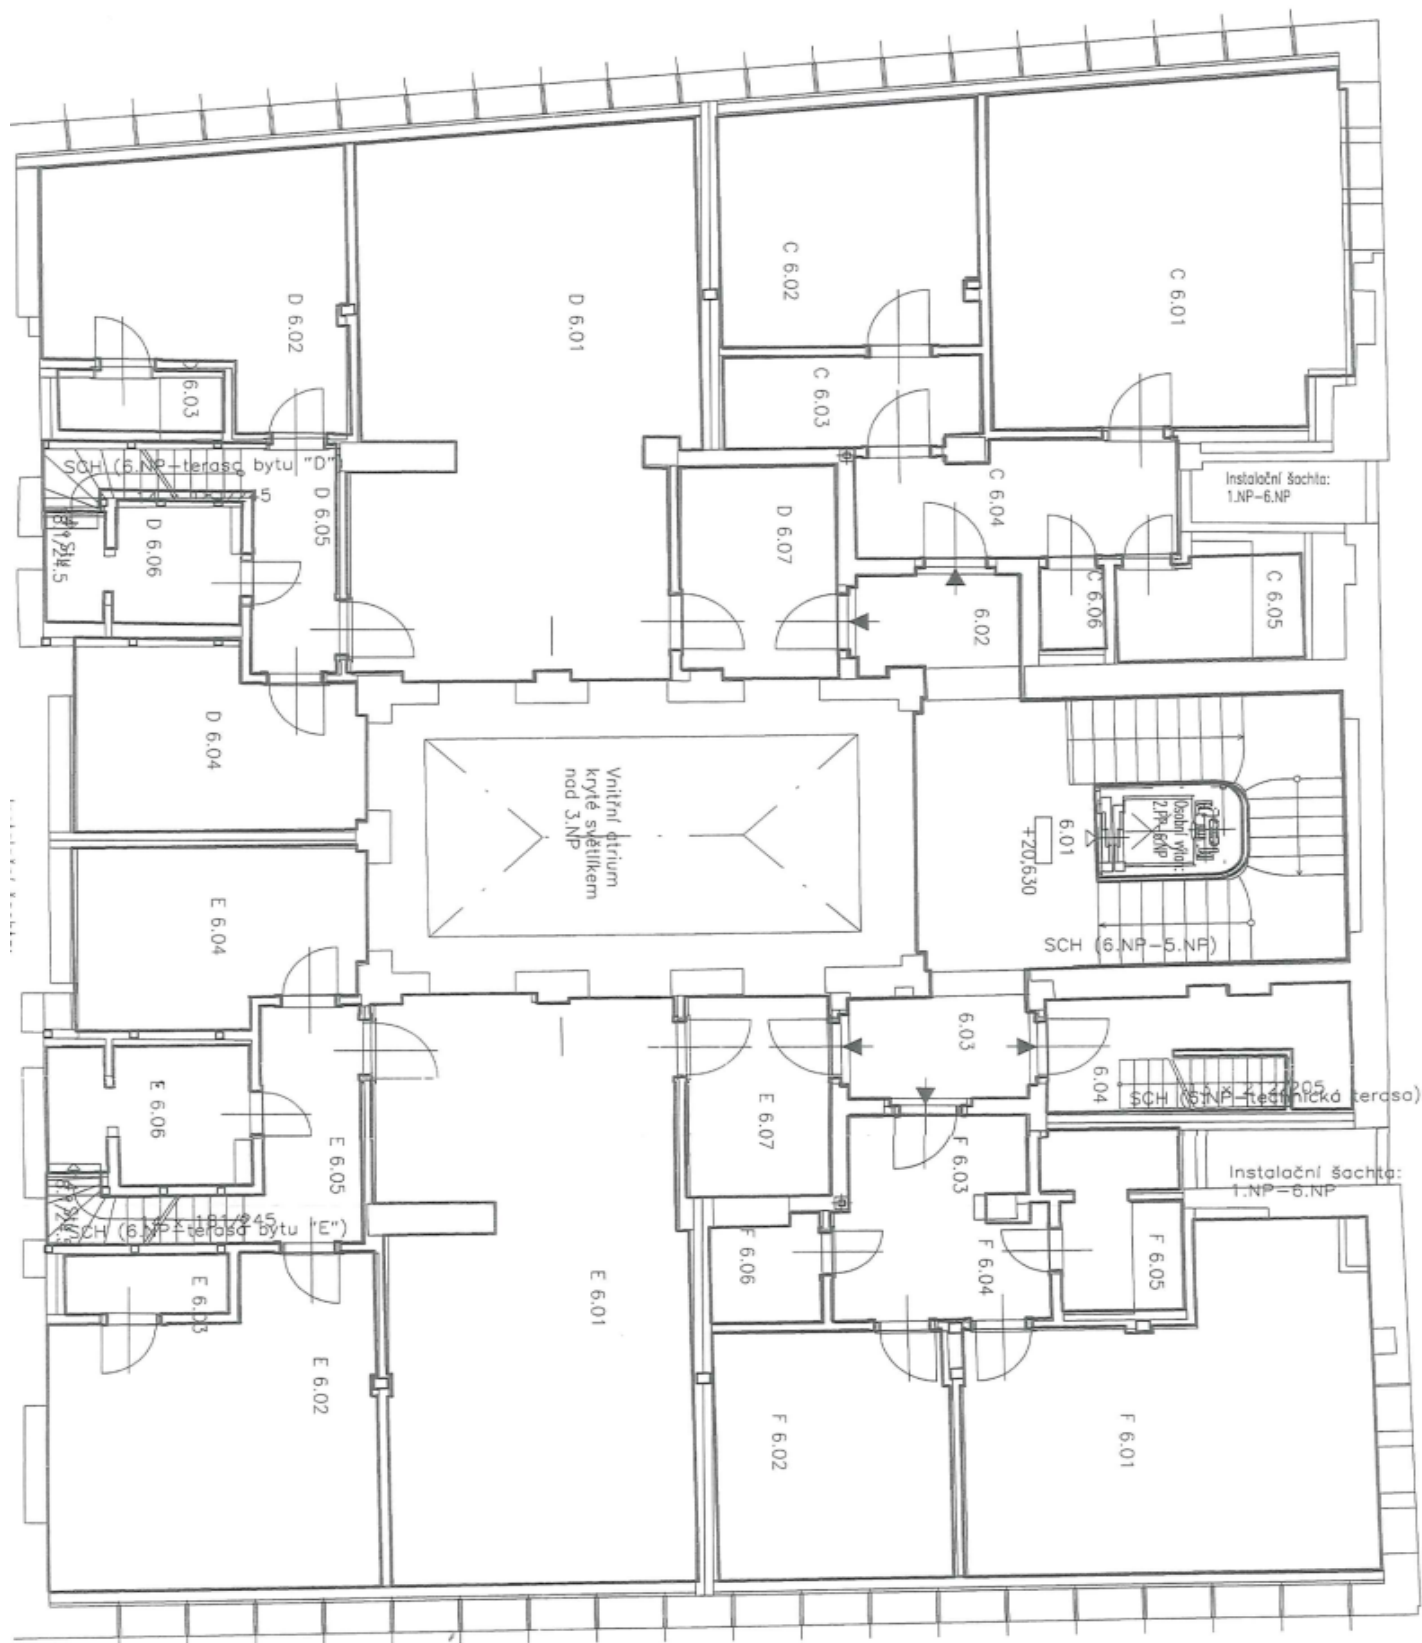 C 6.01
C 6.02
D 6.01
D 6.02
6.03
C 6.03
SCH (6.NP-terasa bytu "D"
D 6.05
C 6.04
Instalační šachta:
1.NP-6.NP
D 6.06
D 6.07
6.02
C 6.06
C 6.05
D 6.04
Vnitřní atrium
kryté světlíkem
nad 3.NP
6.01
+20,630
Osobní výtah:
2.PP-6.NP
E 6.04
SCH (6.NP-5.NP)
6.03
6.04
SCH (6.NP-technická terasa)
E 6.06
E 6.07
F 6.03
E 6.05
Instalační šachta:
1.NP-6.NP
SCH (6.NP-terasa bytu "E")
F 6.06
F 6.04
F 6.05
E 6.03
E 6.01
E 6.02
F 6.02
F 6.01